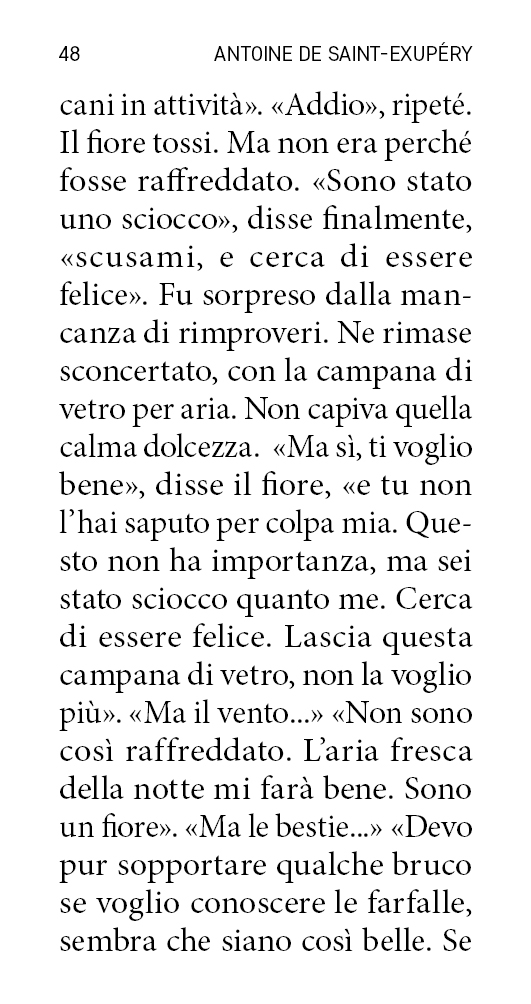 48 ANTOINE DE SAINT-EXUPÉRY
cani in attività». «Addio», ripeté.
Il fiore tossi. Ma non era perché
fosse raffreddato. «Sono stato
uno sciocco», disse finalmente,
«scusami, e cerca di essere
felice». Fu sorpreso dalla man-
canza di rimproveri. Ne rimase
sconcertato, con la campana di
vetro per aria. Non capiva quella
calma dolcezza. «Ma sì, ti voglio
bene», disse il fiore, «e tu non
l'hai saputo per colpa mia. Que-
sto non ha importanza, ma sei
stato sciocco quanto me. Cerca
di essere felice. Lascia questa
campana di vetro, non la voglio
più». «Ma il vento...» «Non sono
così raffreddato. L'aria fresca
della notte mi farà bene. Sono
un fiore». «Ma le bestie...» «Devo
pur sopportare qualche bruco
se voglio conoscere le farfalle,
sembra che siano così belle. Se